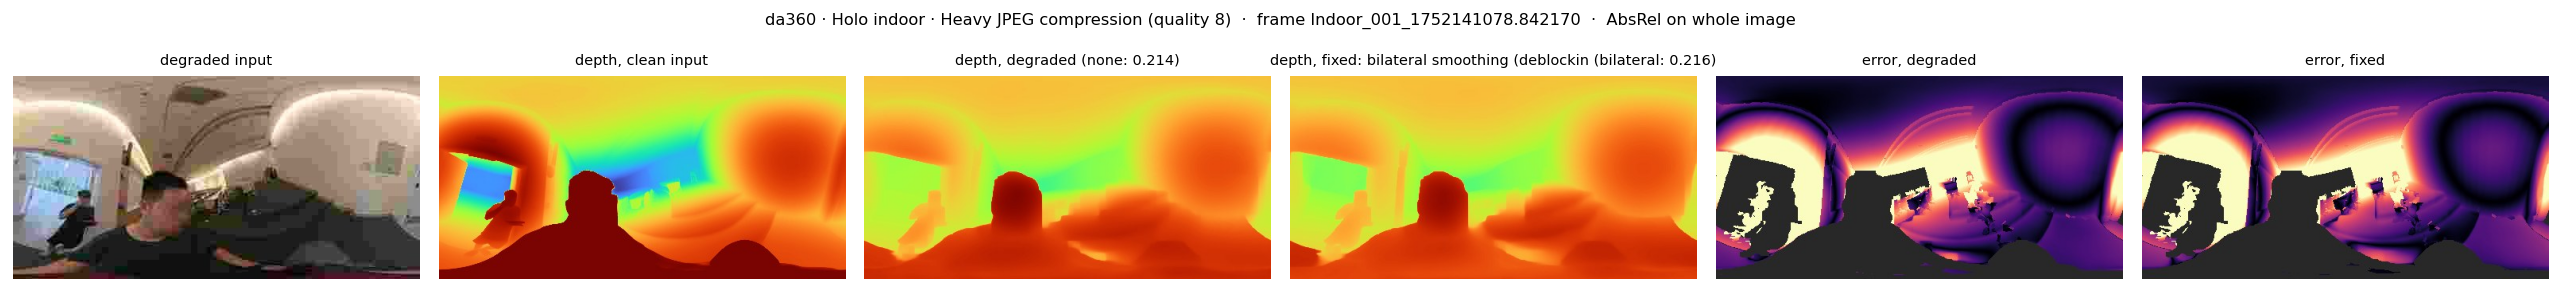 da360 · Holo indoor · Heavy JPEG compression (quality 8)  ·  frame Indoor_001_1752141078.842170  ·  AbsRel on whole image
degraded input
depth, clean input
depth, degraded (none: 0.214)
depth, fixed: bilateral smoothing (deblockin (bilateral: 0.216)
error, degraded
error, fixed